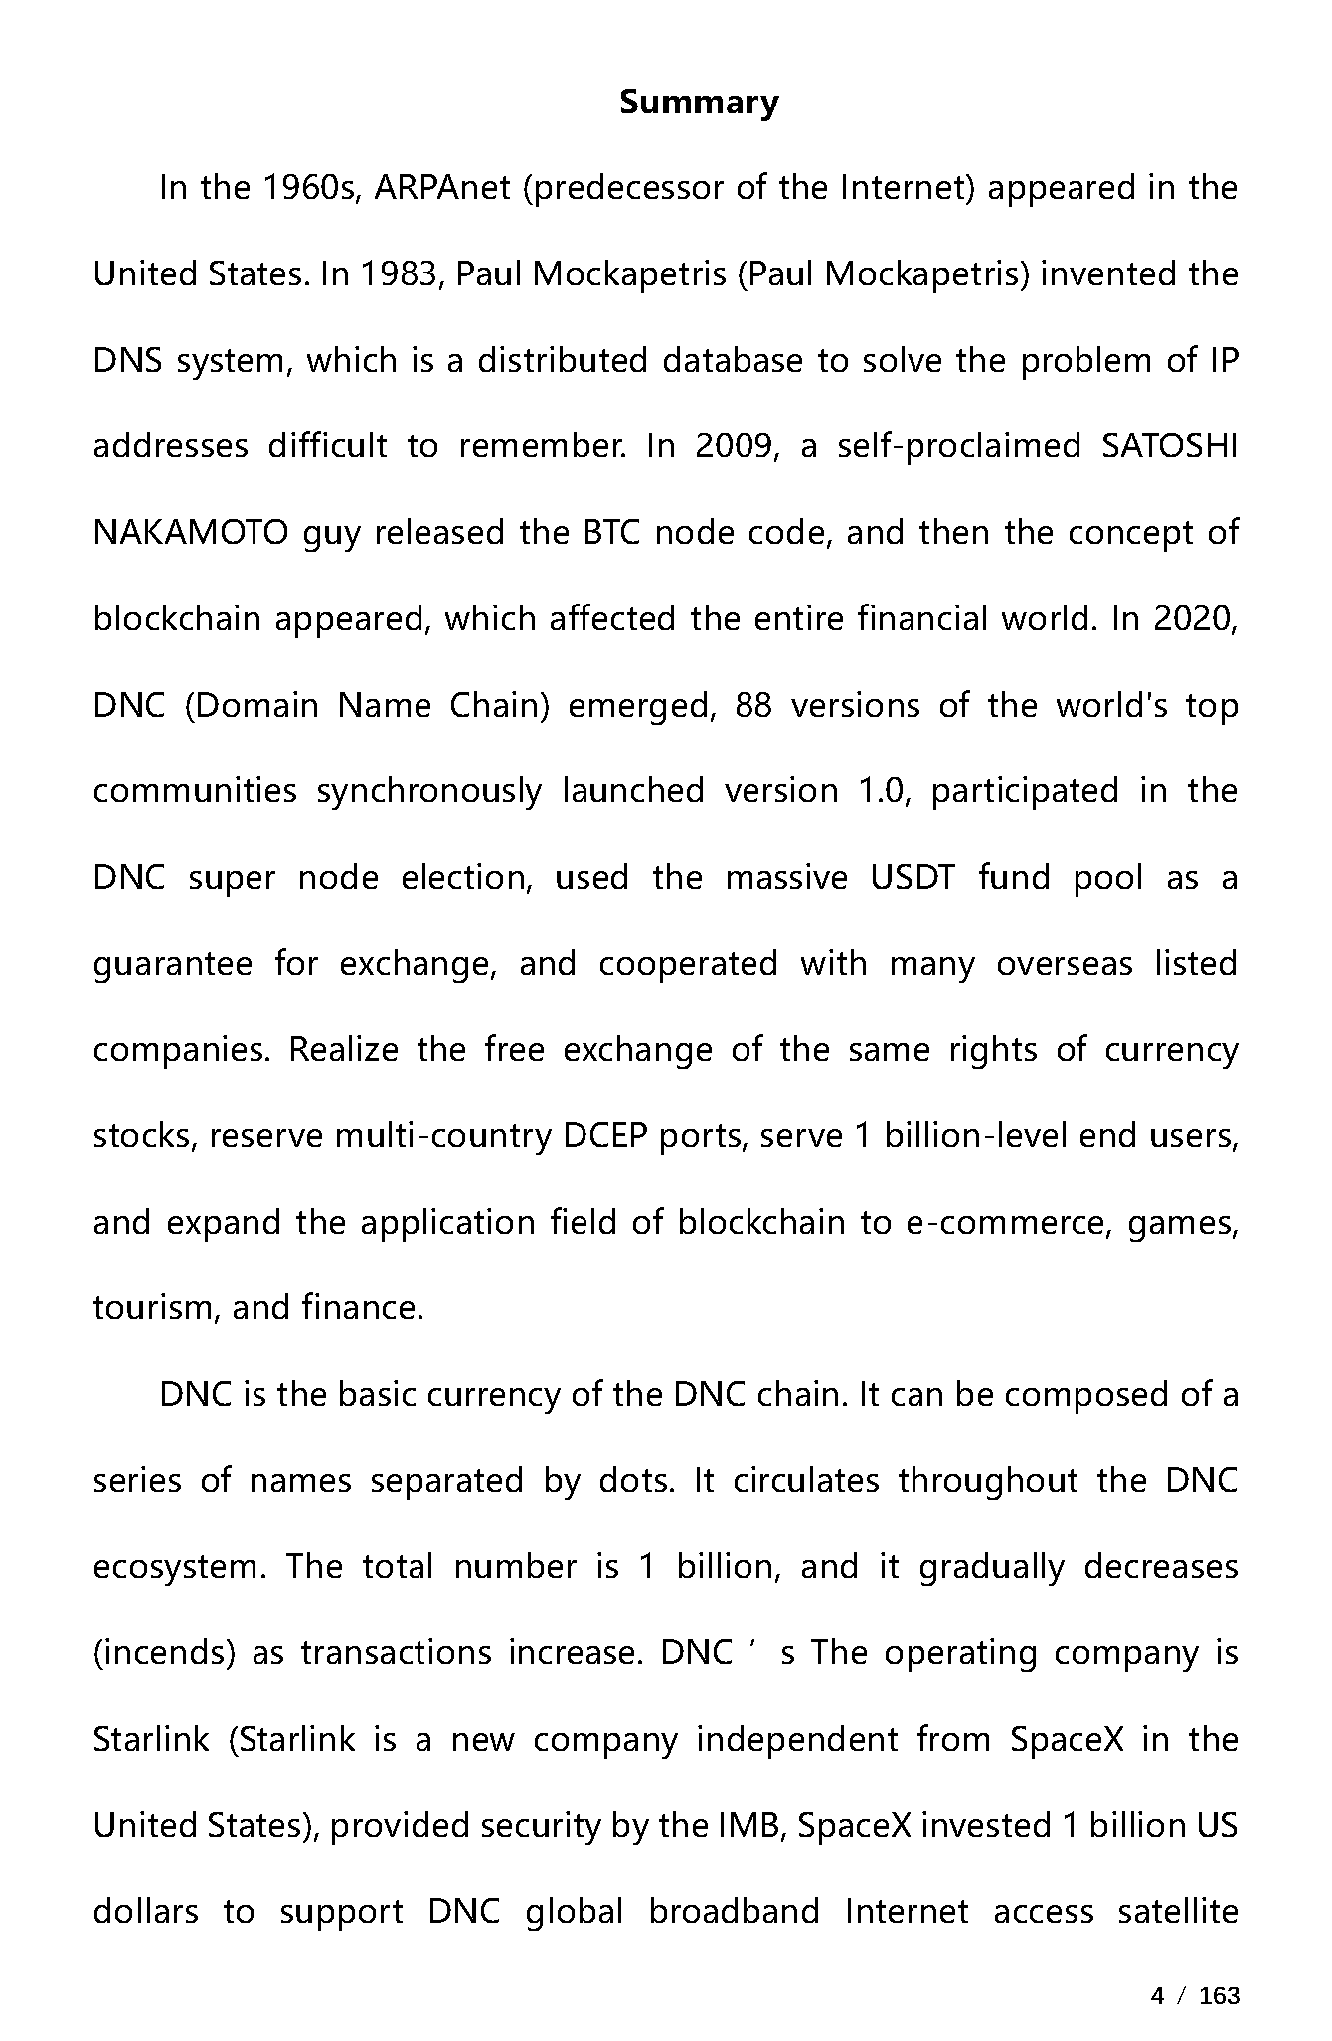 Summary
In the 1960s, ARPAnet (predecessor of the Internet) appeared in the
United States. In 1983, Paul Mockapetris (Paul Mockapetris) invented the
DNS system, which is a distributed database to solve the problem of IP
addresses difficult to remember. In 2009, a self-proclaimed SATOSHI
NAKAMOTO guy released the BTC node code, and then the concept of
blockchain appeared, which affected the entire financial world. In 2020,
DNC (Domain Name Chain) emerged, 88 versions of the world's top
communities synchronously launched version 1.0, participated in the
DNC super node election, used the massive USDT fund pool as a
guarantee for exchange, and cooperated with many overseas listed
companies. Realize the free exchange of the same rights of currency
stocks, reserve multi-country DCEP ports, serve 1 billion-level end users,
and expand the application field of blockchain to e-commerce, games,
tourism, and finance.
DNC is the basic currency of the DNC chain. It can be composed of a
series of names separated by dots. It circulates throughout the DNC
ecosystem. The total number is 1 billion, and it gradually decreases
(incends) as transactions increase. DNC ’ s The operating company is
Starlink (Starlink is a new company independent from SpaceX in the
United States), provided security by the IMB, SpaceX invested 1 billion US
dollars to support DNC global broadband Internet access satellite
4 / 163